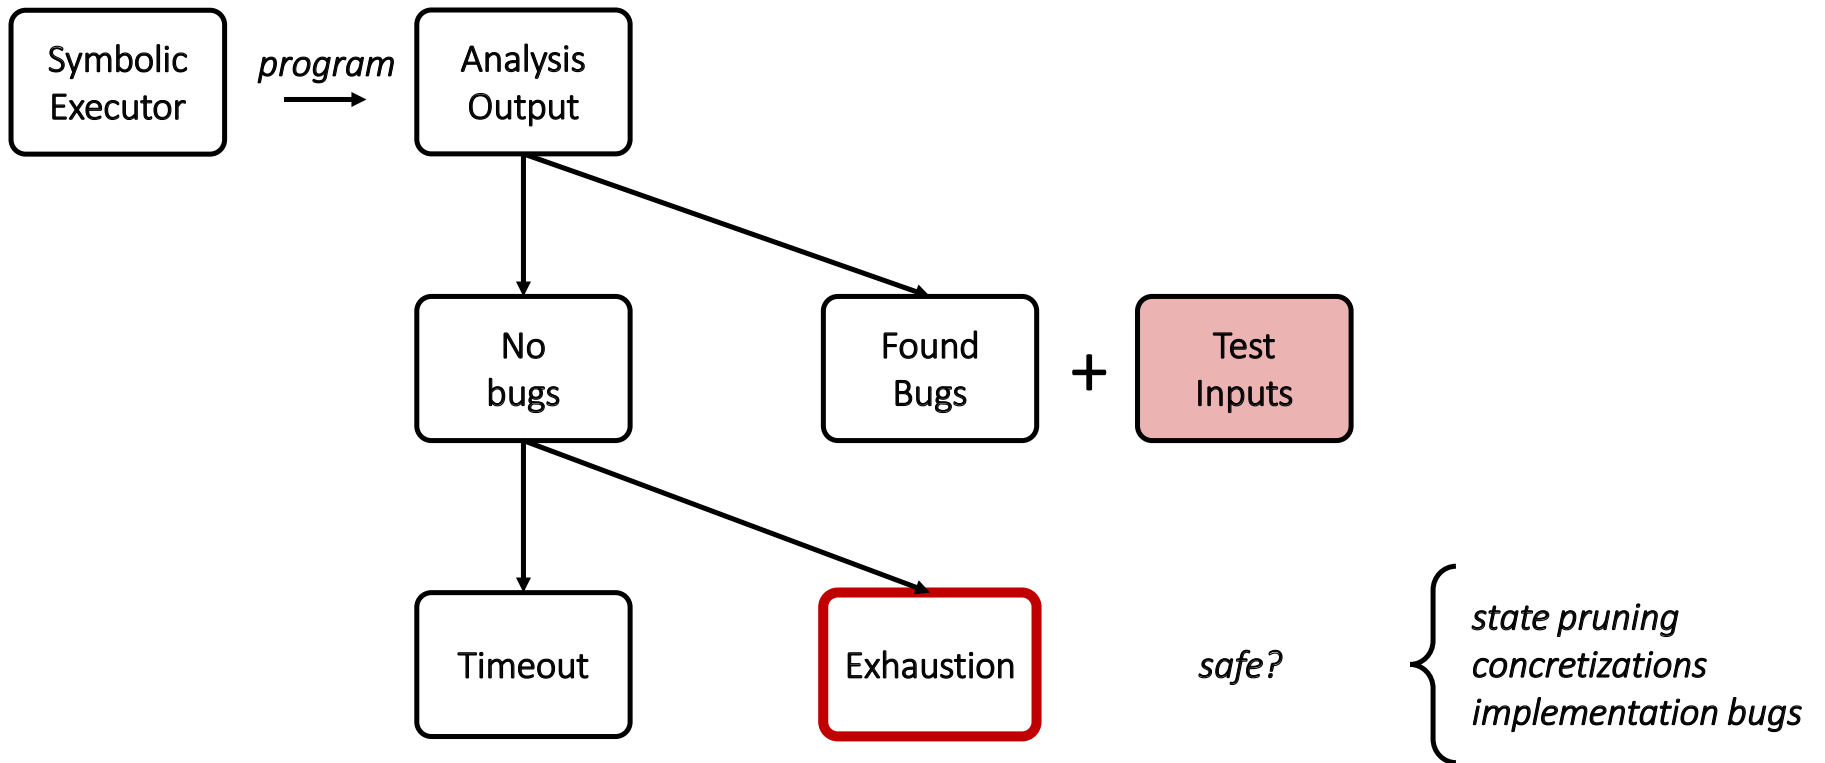 Symbolic
Executor
program
Analysis
Output
No
bugs
Found
Bugs
+
Test
Inputs
Timeout
Exhaustion
safe?
state pruning
concretizations
implementation bugs